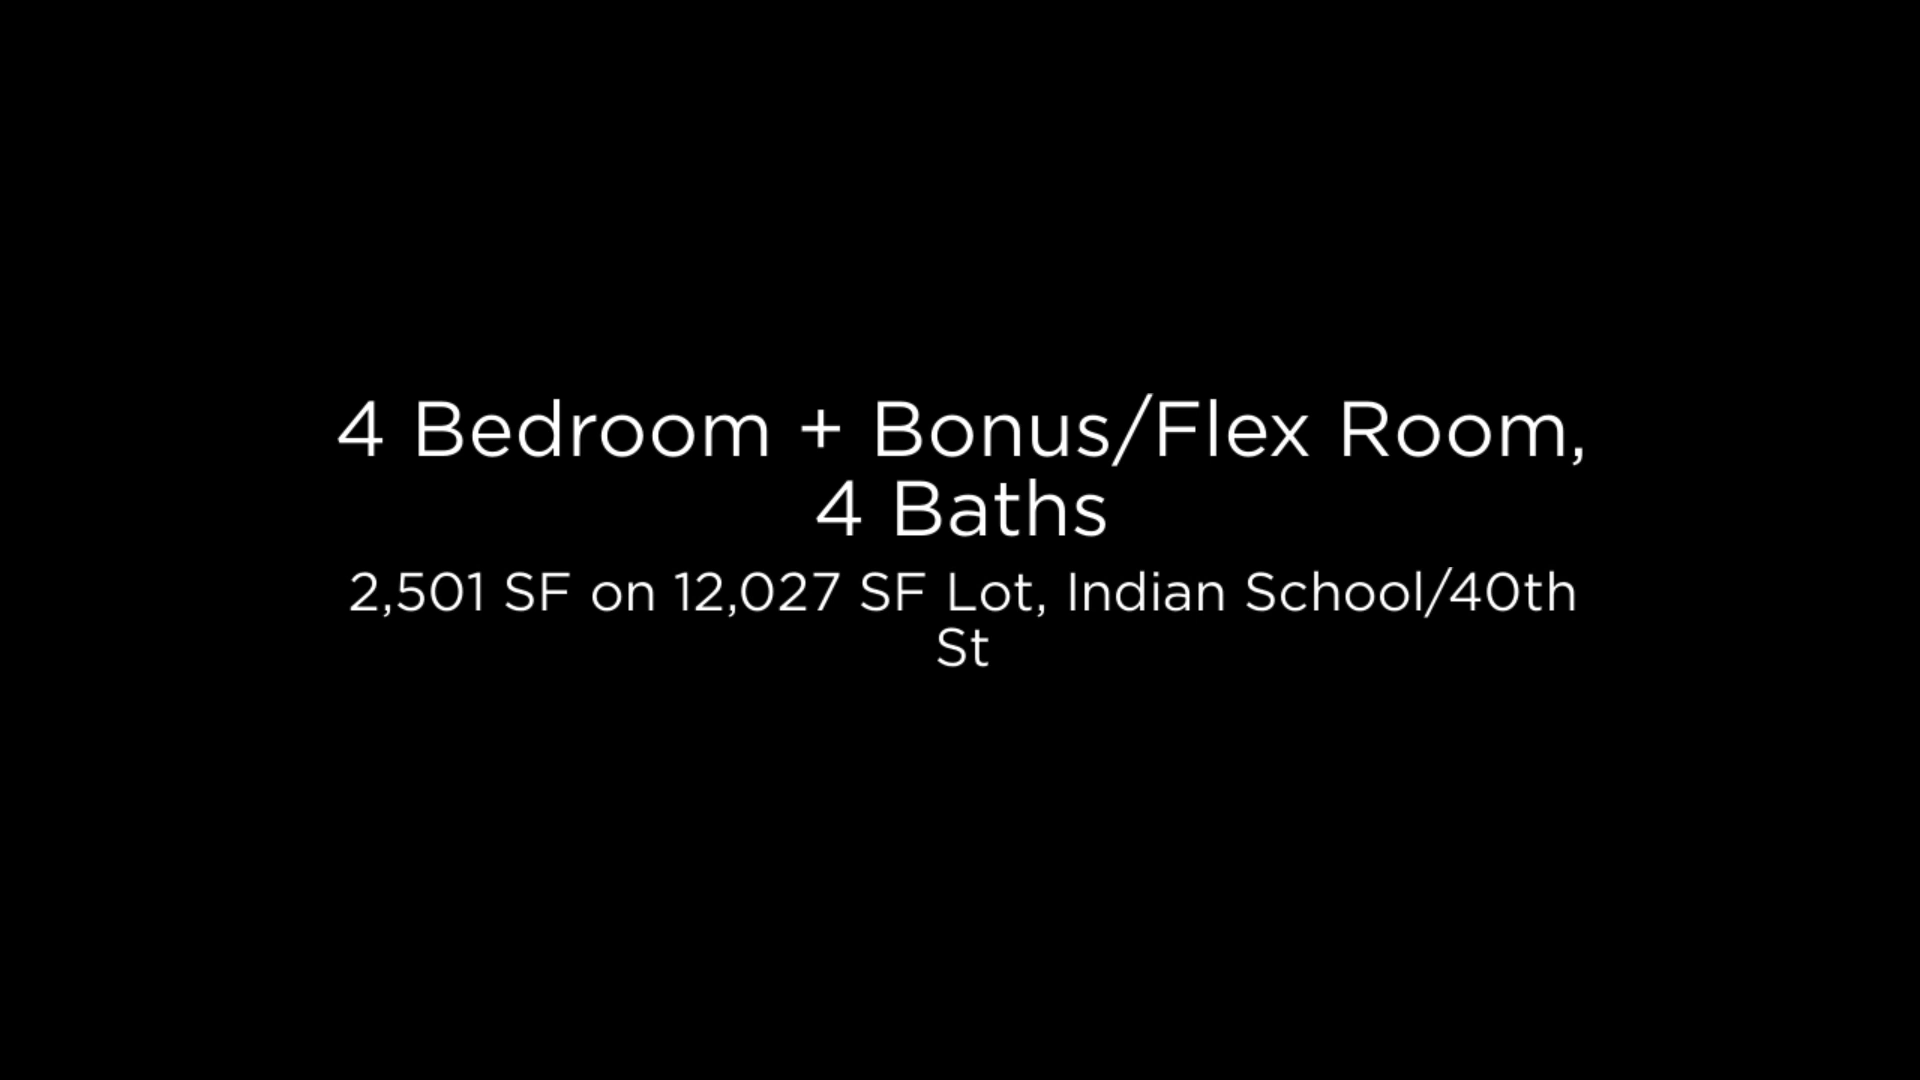 4 Bedroom + Bonus/Flex Room,
4 Baths
2,501 SF on 12,027 SF Lot, Indian School/40th
St